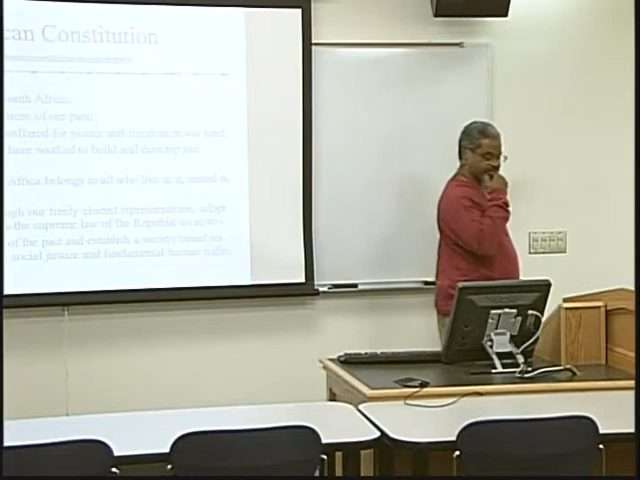 can Constitution
outh Africa,
tices of our past;
suffered for justice and freedom in our land;
have worked to build and develop our
Africa belongs to all who live in it, united in
gh our freely elected representatives, adopt
the supreme law of the Republic so as to
of the past and establish a society based on
social justice and fundamental human rights;